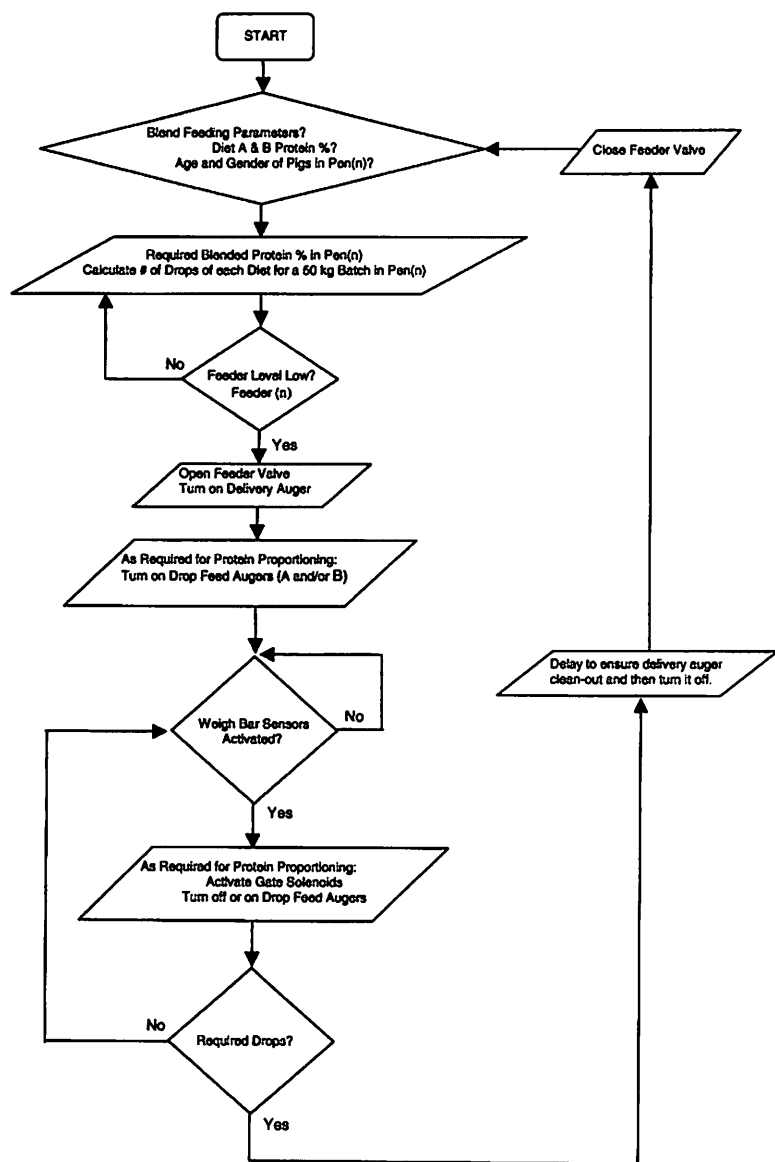 START
Blend Feeding Parameters?
Diet A & B Protein %?
Age and Gender of Pigs in Pen(n)?
Close Feeder Valve
Required Blended Protein % in Pen(n)
Calculate # of Drops of each Diet for a 50 kg Batch in Pen(n)
No
Feeder Level Low?
Feeder (n)
Yes
Open Feeder Valve
Turn on Delivery Auger
As Required for Protein Proportioning:
Turn on Drop Feed Augers (A and/or B)
Delay to ensure delivery auger
clean-out and then turn it off.
Weigh Bar Sensors
Activated?
No
Yes
As Required for Protein Proportioning:
Activate Gate Solenoids
Turn off or on Drop Feed Augers
No
Required Drops?
Yes